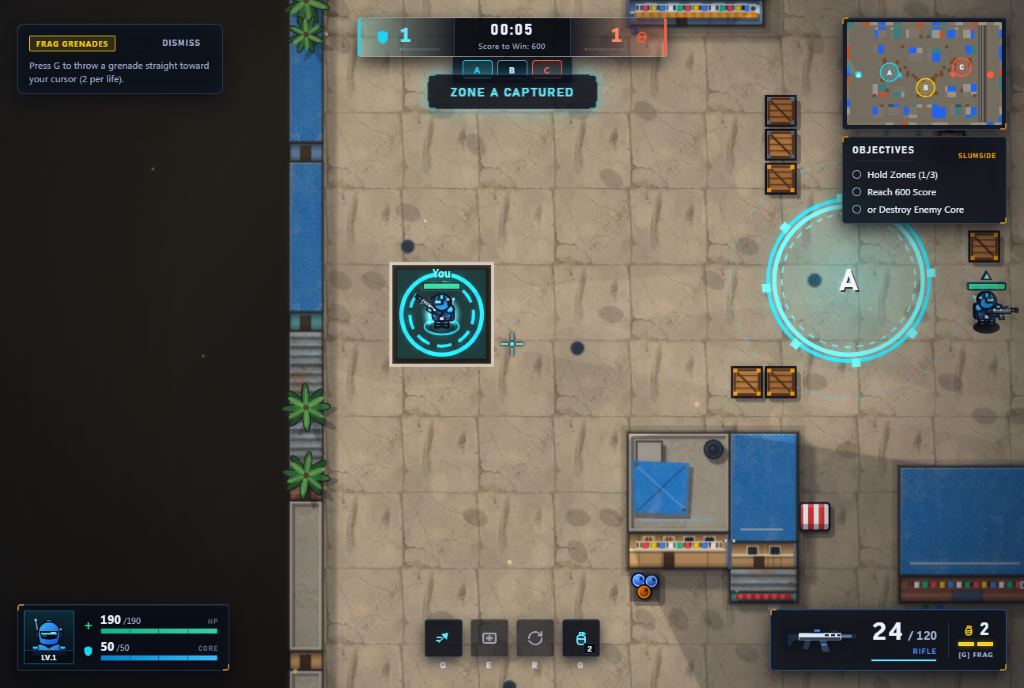 FRAG GRENADES
DISMISS
Press G to throw a grenade straight toward
your cursor (2 per life).
1
00:05
Score to Win: 600
1
A
B
C
ZONE A CAPTURED
A
B
C
OBJECTIVES
SLUMSIDE
Hold Zones (1/3)
Reach 600 Score
or Destroy Enemy Core
You
A
LV.1
190 /190
HP
50 /50
CORE
2
Q
E
R
G
24 / 120
RIFLE
2
[G] FRAG